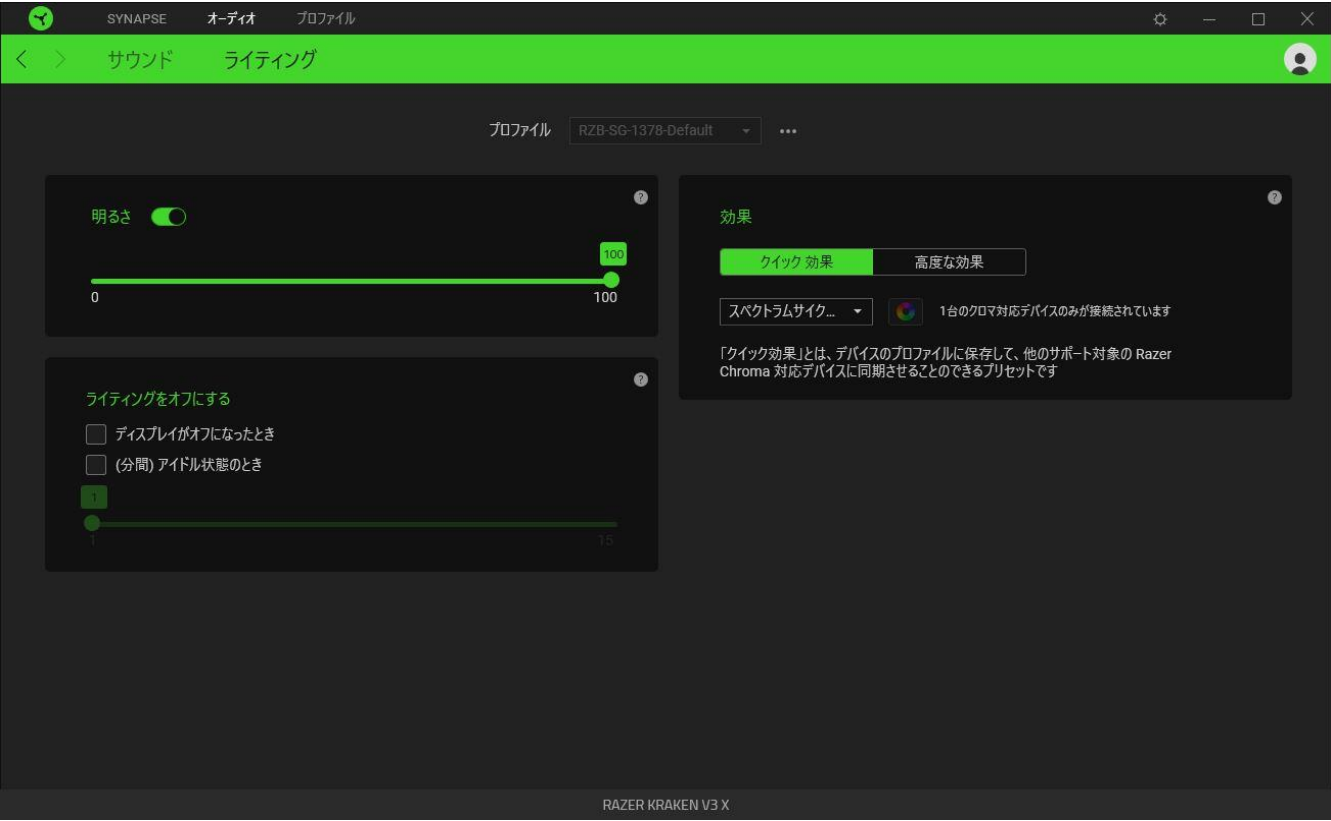 SYNAPSE オーディオ プロファイル
サウンド ライティング
プロファイル RZB-SG-1378-Default
明るさ
100
0 100
ライティングをオフにする
ディスプレイがオフになったとき
(分間) アイドル状態のとき
1
1 15
効果
クイック 効果 高度な効果
スペクトラムサイク... 1台のクロマ対応デバイスのみが接続されています
「クイック効果」とは、デバイスのプロファイルに保存して、他のサポート対象の Razer
Chroma 対応デバイスに同期させることのできるプリセットです
RAZER KRAKEN V3 X